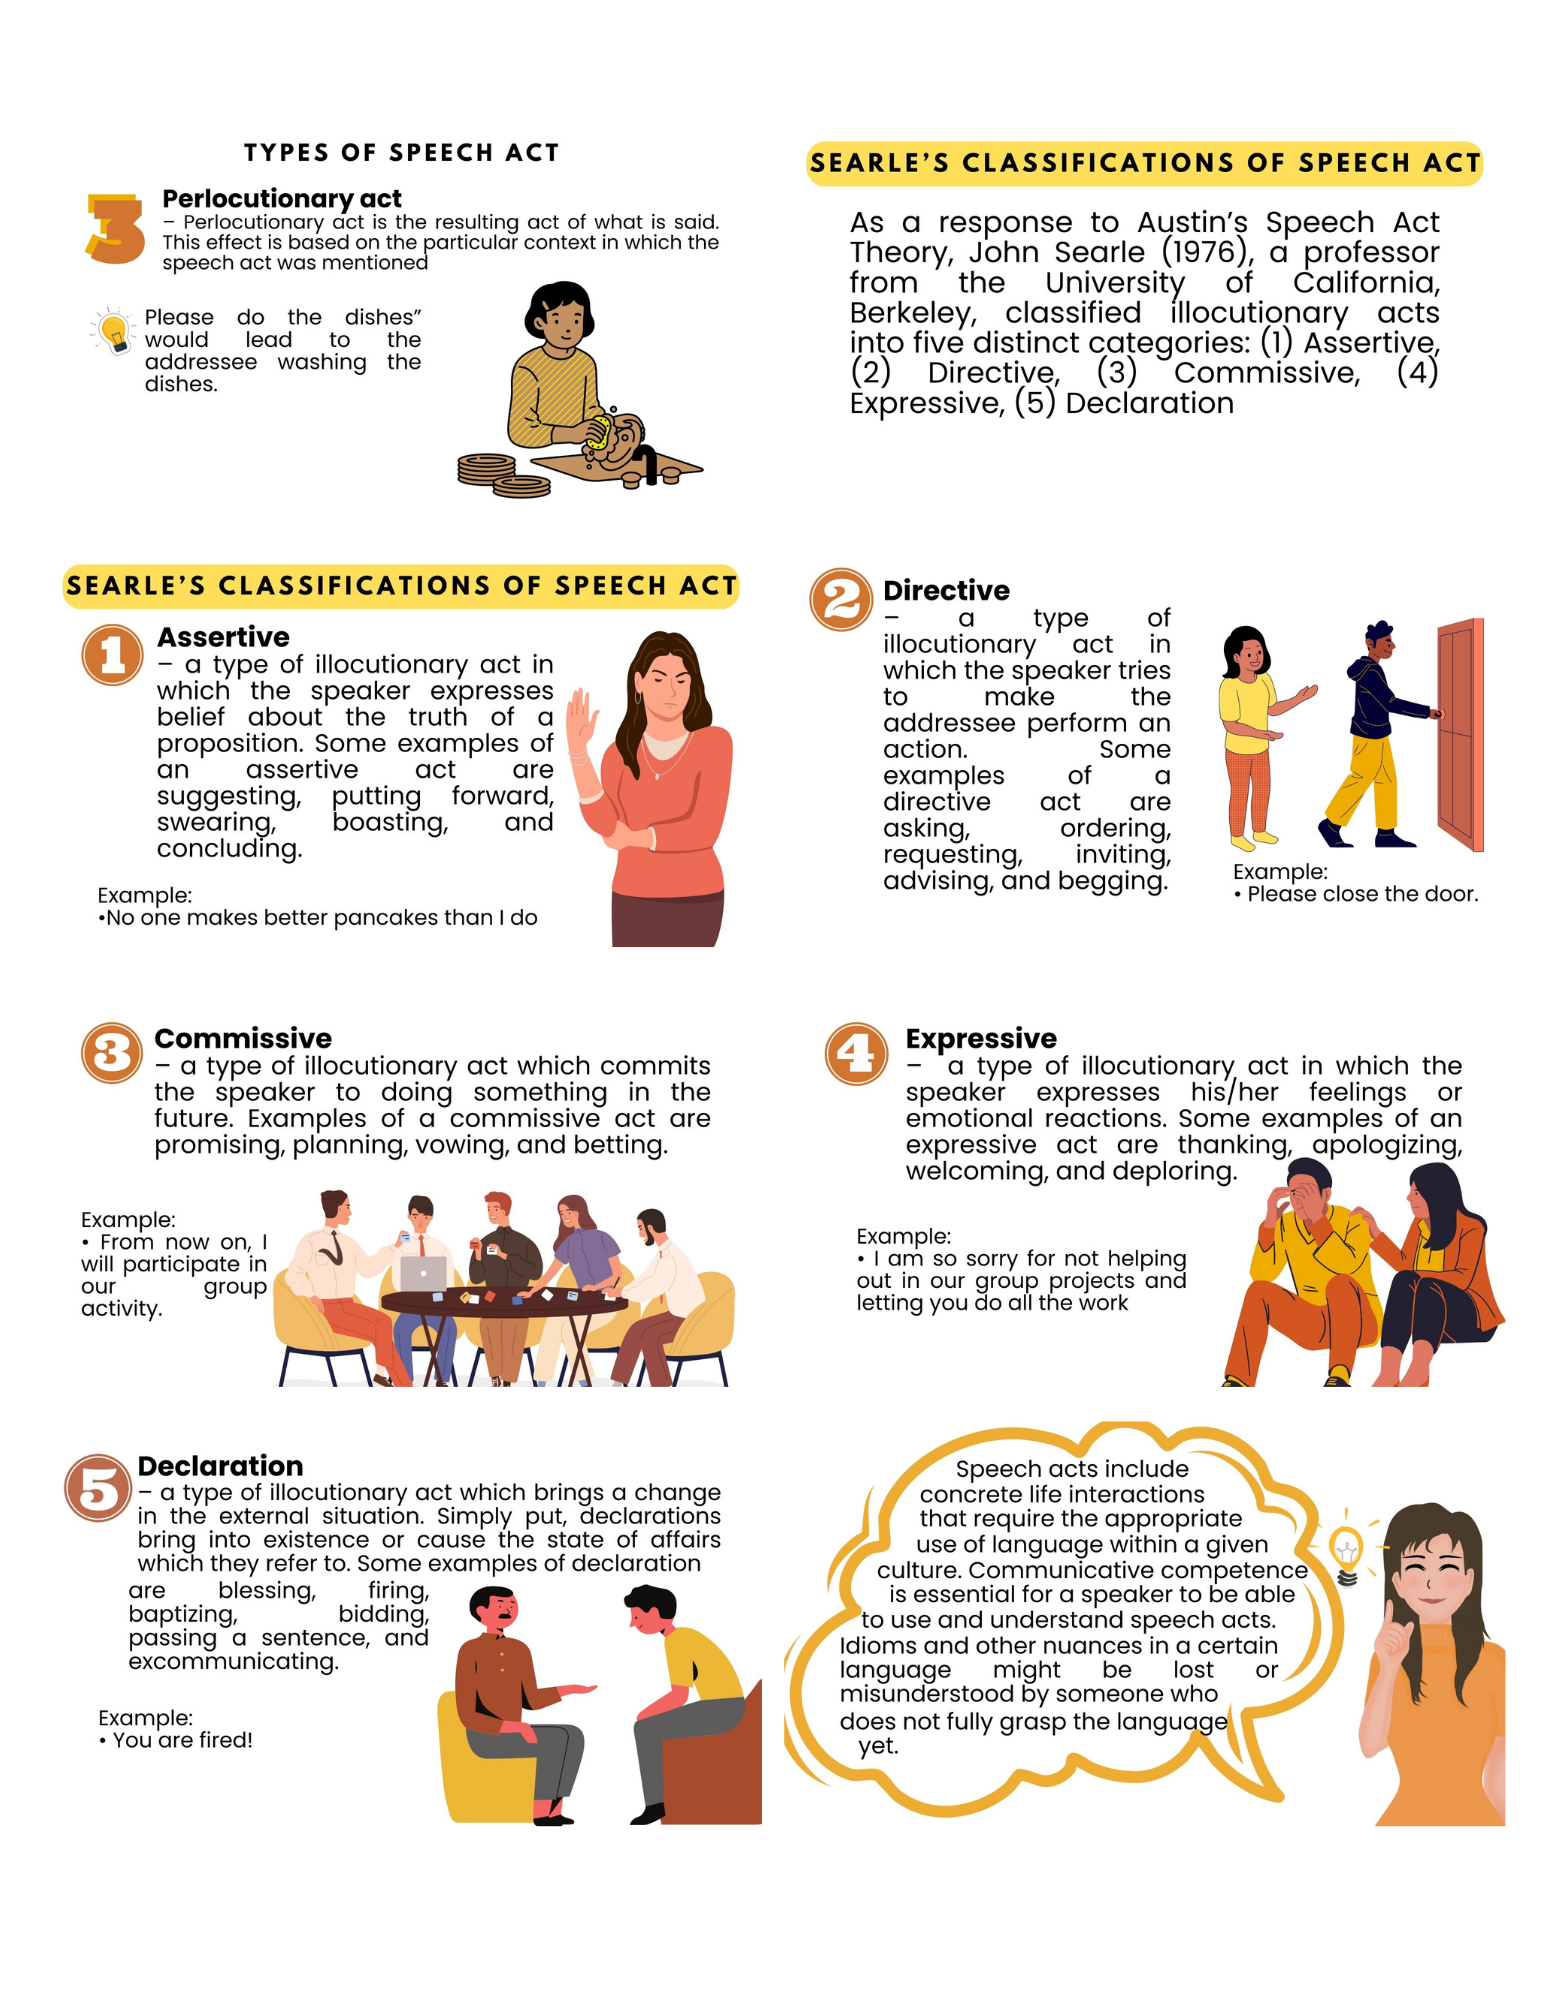 TYPES OF SPEECH ACT
3
Perlocutionary act
– Perlocutionary act is the resulting act of what is said.
This effect is based on the particular context in which the
speech act was mentioned
Please do the dishes”
would lead to the
addressee washing the
dishes.
SEARLE’S CLASSIFICATIONS OF SPEECH ACT
As a response to Austin’s Speech Act
Theory, John Searle (1976), a professor
from the University of California,
Berkeley, classified illocutionary acts
into five distinct categories: (1) Assertive,
(2) Directive, (3) Commissive, (4)
Expressive, (5) Declaration
SEARLE’S CLASSIFICATIONS OF SPEECH ACT
1
Assertive
– a type of illocutionary act in
which the speaker expresses
belief about the truth of a
proposition. Some examples of
an assertive act are
suggesting, putting forward,
swearing, boasting, and
concluding.
Example:
•No one makes better pancakes than I do
2
Directive
– a type of
illocutionary act in
which the speaker tries
to make the
addressee perform an
action. Some
examples of a
directive act are
asking, ordering,
requesting, inviting,
advising, and begging.
Example:
• Please close the door.
3
Commissive
– a type of illocutionary act which commits
the speaker to doing something in the
future. Examples of a commissive act are
promising, planning, vowing, and betting.
Example:
• From now on, I
will participate in
our group
activity.
4
Expressive
– a type of illocutionary act in which the
speaker expresses his/her feelings or
emotional reactions. Some examples of an
expressive act are thanking, apologizing,
welcoming, and deploring.
Example:
• I am so sorry for not helping
out in our group projects and
letting you do all the work
5
Declaration
– a type of illocutionary act which brings a change
in the external situation. Simply put, declarations
bring into existence or cause the state of affairs
which they refer to. Some examples of declaration
are blessing, firing,
baptizing, bidding,
passing a sentence, and
excommunicating.
Example:
• You are fired!
Speech acts include
concrete life interactions
that require the appropriate
use of language within a given
culture. Communicative competence
is essential for a speaker to be able
to use and understand speech acts.
Idioms and other nuances in a certain
language might be lost or
misunderstood by someone who
does not fully grasp the language
yet.